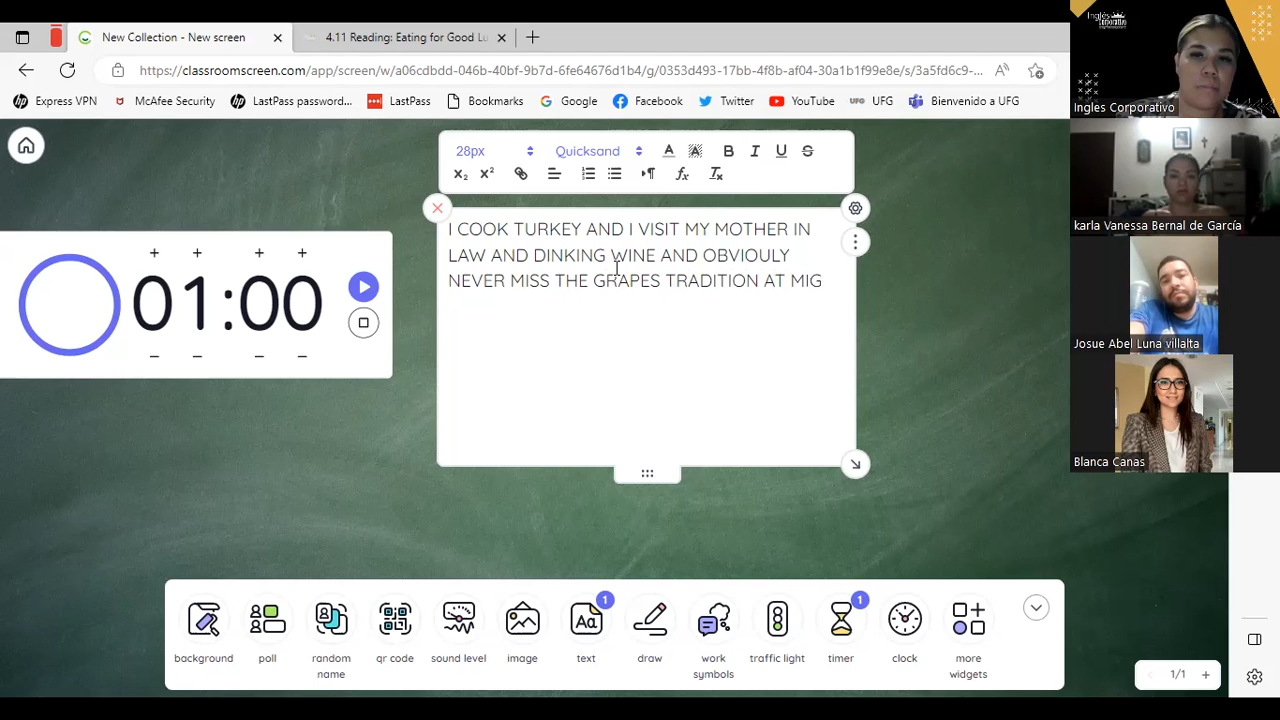 New Collection - New screen
4.11 Reading: Eating for Good Lu
https://classroomscreen.com/app/screen/w/a06cdbdd-046b-40bf-9b7d-6fe64676d1b4/g/0353d493-17bb-4f8b-af04-30a1b1f99e8e/s/3a5fd6c9-...
Express VPN
McAfee Security
LastPass password...
LastPass
Bookmarks
Google
Facebook
Twitter
YouTube
UFG
UFG
Bienvenido a UFG
28px
Quicksand
I COOK TURKEY AND I VISIT MY MOTHER IN
LAW AND DINKING WINE AND OBVIOULY
NEVER MISS THE GRAPES TRADITION AT MIG
01:00
background
poll
random
name
qr code
sound level
image
text
1
draw
work
symbols
traffic light
timer
1
clock
more
widgets
1/1
Inglés
Corporativo
Ingles Corporativo
karla Vanessa Bernal de García
Josue Abel Luna villalta
Blanca Canas